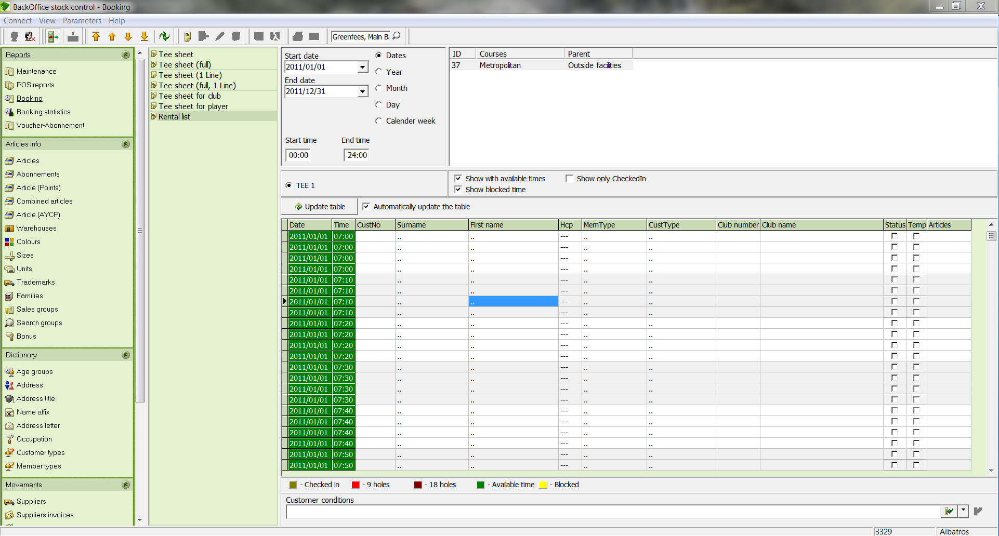 BackOffice stock control - Booking
Connect View Parameters Help
Greenfees, Main Ba
Reports
Maintenance
POS reports
Booking
Booking statistics
Voucher-Abonnement
Articles info
Articles
Abonnements
Article (Points)
Combined articles
Article (AYCP)
Warehouses
Colours
Sizes
Units
Trademarks
Families
Sales groups
Search groups
Bonus
Dictionary
Age groups
Address
Address title
Name affix
Address letter
Occupation
Customer types
Member types
Movements
Suppliers
Suppliers invoices
Tee sheet
Tee sheet (full)
Tee sheet (1 Line)
Tee sheet (full, 1 Line)
Tee sheet for club
Tee sheet for player
Rental list
Start date
2011/01/01
End date
2011/12/31
Dates
Year
Month
Day
Calender week
Start time End time
00:00 24:00
ID Courses Parent
37 Metropolitan Outside facilities
TEE 1
Show with available times Show only CheckedIn
Show blocked time
Update table Automatically update the table
Date Time CustNo Surname First name Hcp MemType CustType Club number Club name Status Temp Articles
2011/01/01 07:00 .. .. --- .. ..
2011/01/01 07:00 .. .. --- .. ..
2011/01/01 07:00 .. .. --- .. ..
2011/01/01 07:00 .. .. --- .. ..
2011/01/01 07:10 .. .. --- .. ..
2011/01/01 07:10 .. .. --- .. ..
2011/01/01 07:10 .. .. --- .. ..
2011/01/01 07:10 .. .. --- .. ..
2011/01/01 07:20 .. .. --- .. ..
2011/01/01 07:20 .. .. --- .. ..
2011/01/01 07:20 .. .. --- .. ..
2011/01/01 07:20 .. .. --- .. ..
2011/01/01 07:30 .. .. --- .. ..
2011/01/01 07:30 .. .. --- .. ..
2011/01/01 07:30 .. .. --- .. ..
2011/01/01 07:30 .. .. --- .. ..
2011/01/01 07:40 .. .. --- .. ..
2011/01/01 07:40 .. .. --- .. ..
2011/01/01 07:40 .. .. --- .. ..
2011/01/01 07:40 .. .. --- .. ..
2011/01/01 07:50 .. .. --- .. ..
2011/01/01 07:50 .. .. --- .. ..
- Checked in - 9 holes - 18 holes - Available time - Blocked
Customer conditions
3329 Albatros